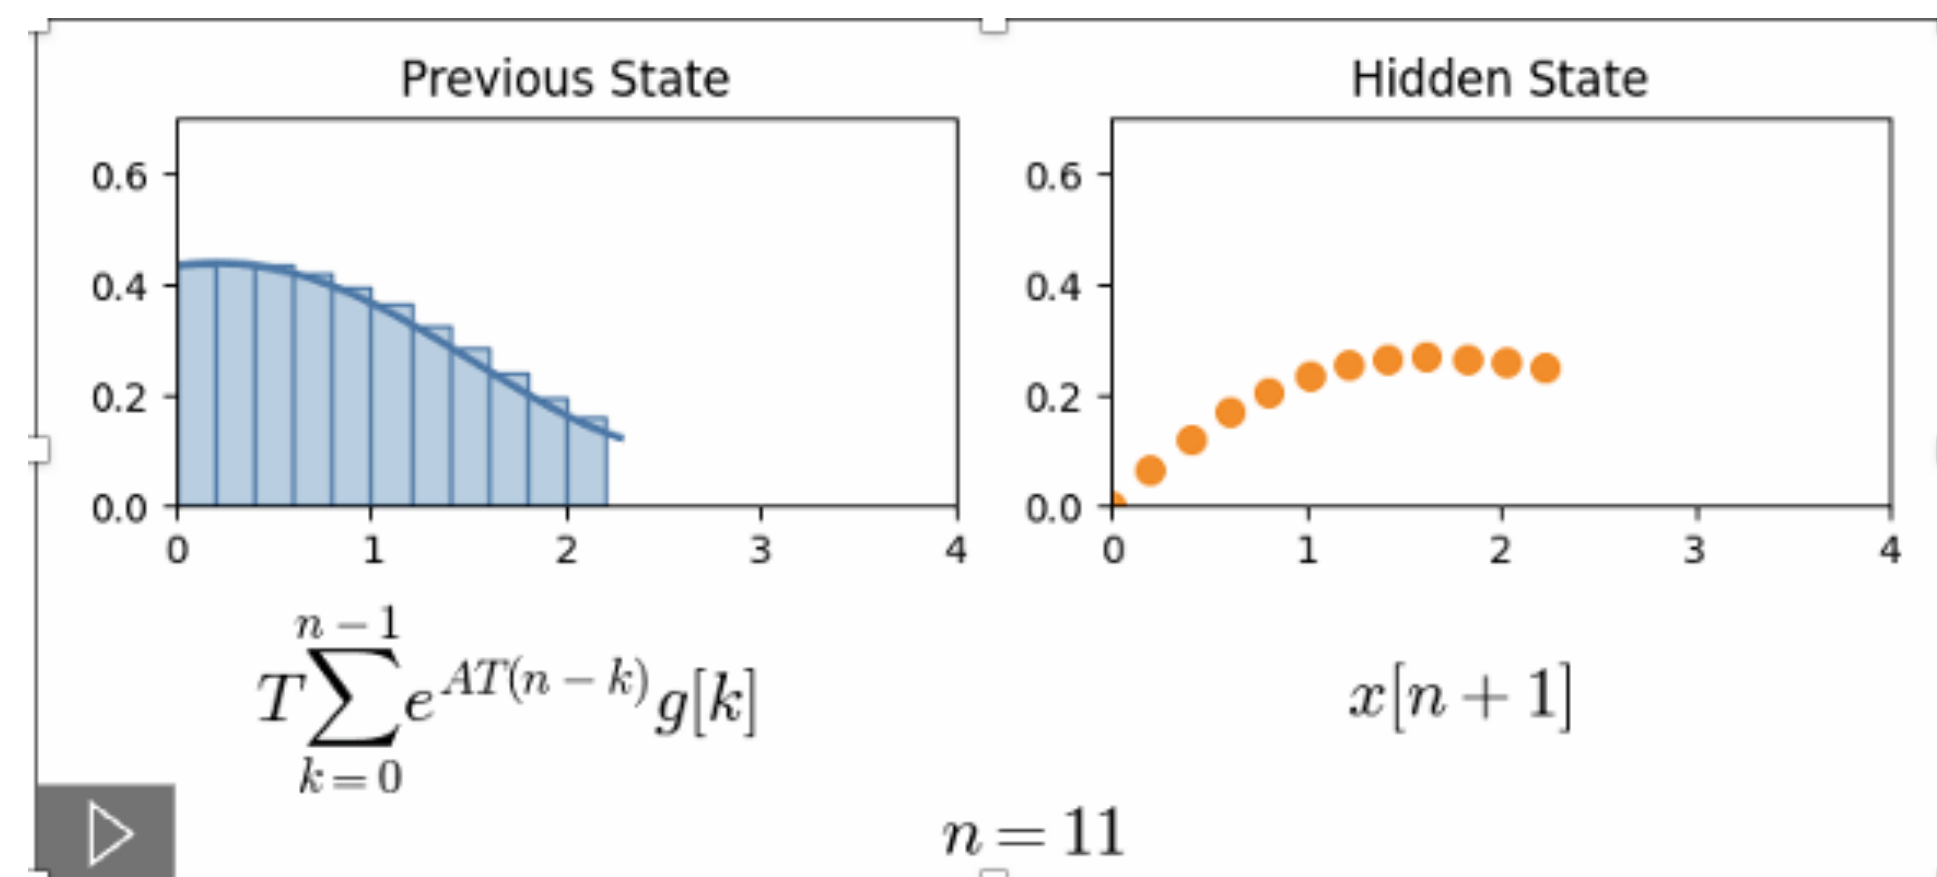 Previous State
0.6
0.4
0.2
0.0
0 1 2 3 4
Hidden State
0.6
0.4
0.2
0.0
0 1 2 3 4
n − 1
T∑e^{AT(n − k)}g[k]
k = 0
x[n + 1]
n = 11